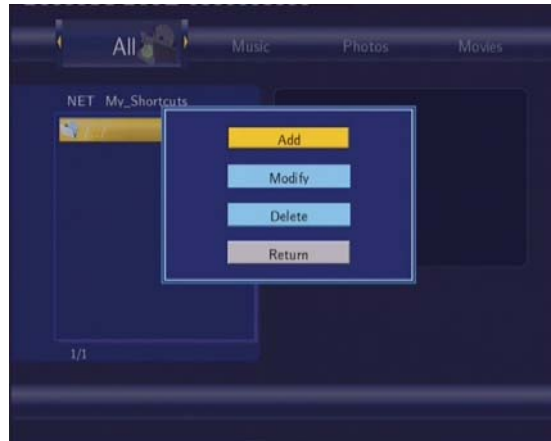 All Music Photos Movies
NET My_Shortcuts
/../
Add
Modify
Delete
Return
1/1